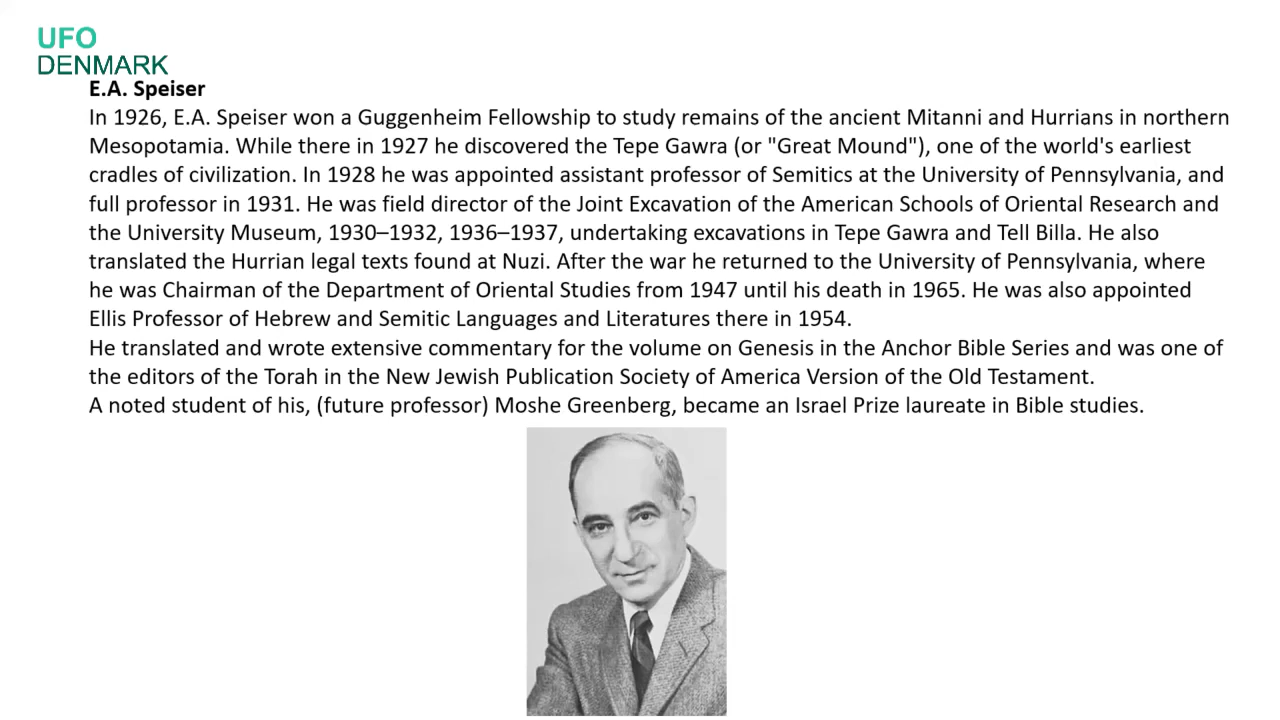 UFO
DENMARK
E.A. Speiser
In 1926, E.A. Speiser won a Guggenheim Fellowship to study remains of the ancient Mitanni and Hurrians in northern
Mesopotamia. While there in 1927 he discovered the Tepe Gawra (or "Great Mound"), one of the world's earliest
cradles of civilization. In 1928 he was appointed assistant professor of Semitics at the University of Pennsylvania, and
full professor in 1931. He was field director of the Joint Excavation of the American Schools of Oriental Research and
the University Museum, 1930–1932, 1936–1937, undertaking excavations in Tepe Gawra and Tell Billa. He also
translated the Hurrian legal texts found at Nuzi. After the war he returned to the University of Pennsylvania, where
he was Chairman of the Department of Oriental Studies from 1947 until his death in 1965. He was also appointed
Ellis Professor of Hebrew and Semitic Languages and Literatures there in 1954.
He translated and wrote extensive commentary for the volume on Genesis in the Anchor Bible Series and was one of
the editors of the Torah in the New Jewish Publication Society of America Version of the Old Testament.
A noted student of his, (future professor) Moshe Greenberg, became an Israel Prize laureate in Bible studies.